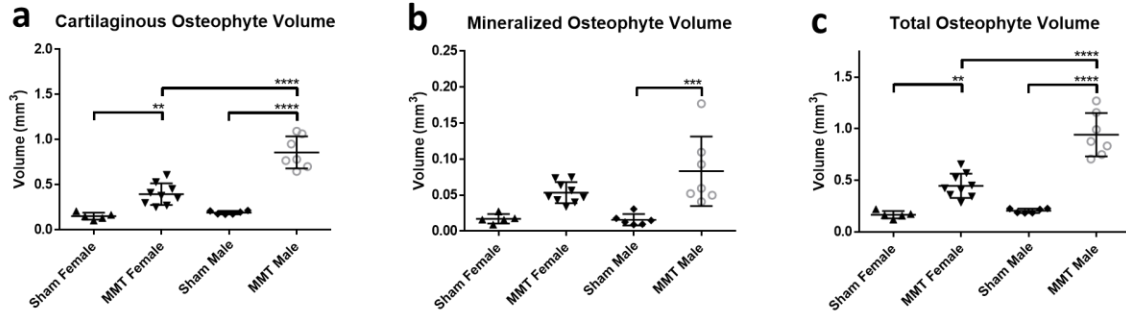 a
Cartilaginous Osteophyte Volume
Volume (mm³)
2.0
1.5
1.0
0.5
0.0
****
**
****
Sham Female
MMT Female
Sham Male
MMT Male
b
Mineralized Osteophyte Volume
Volume (mm³)
0.25
0.20
0.15
0.10
0.05
0.00
***
Sham Female
MMT Female
Sham Male
MMT Male
c
Total Osteophyte Volume
Volume (mm³)
1.5
1.0
0.5
0.0
****
**
****
Sham Female
MMT Female
Sham Male
MMT Male